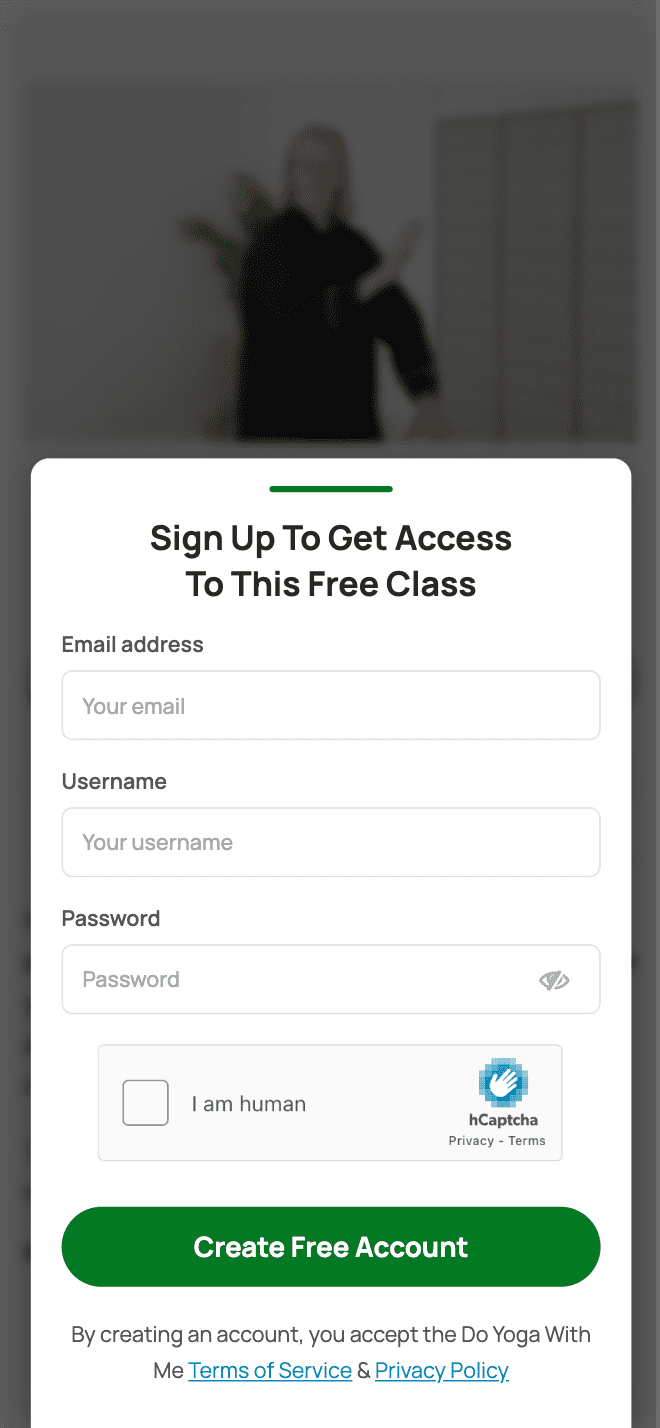 Sign Up To Get Access
To This Free Class
Email address
Your email
Username
Your username
Password
Password
I am human
hCaptcha
Privacy - Terms
Create Free Account
By creating an account, you accept the Do Yoga With
Me Terms of Service & Privacy Policy